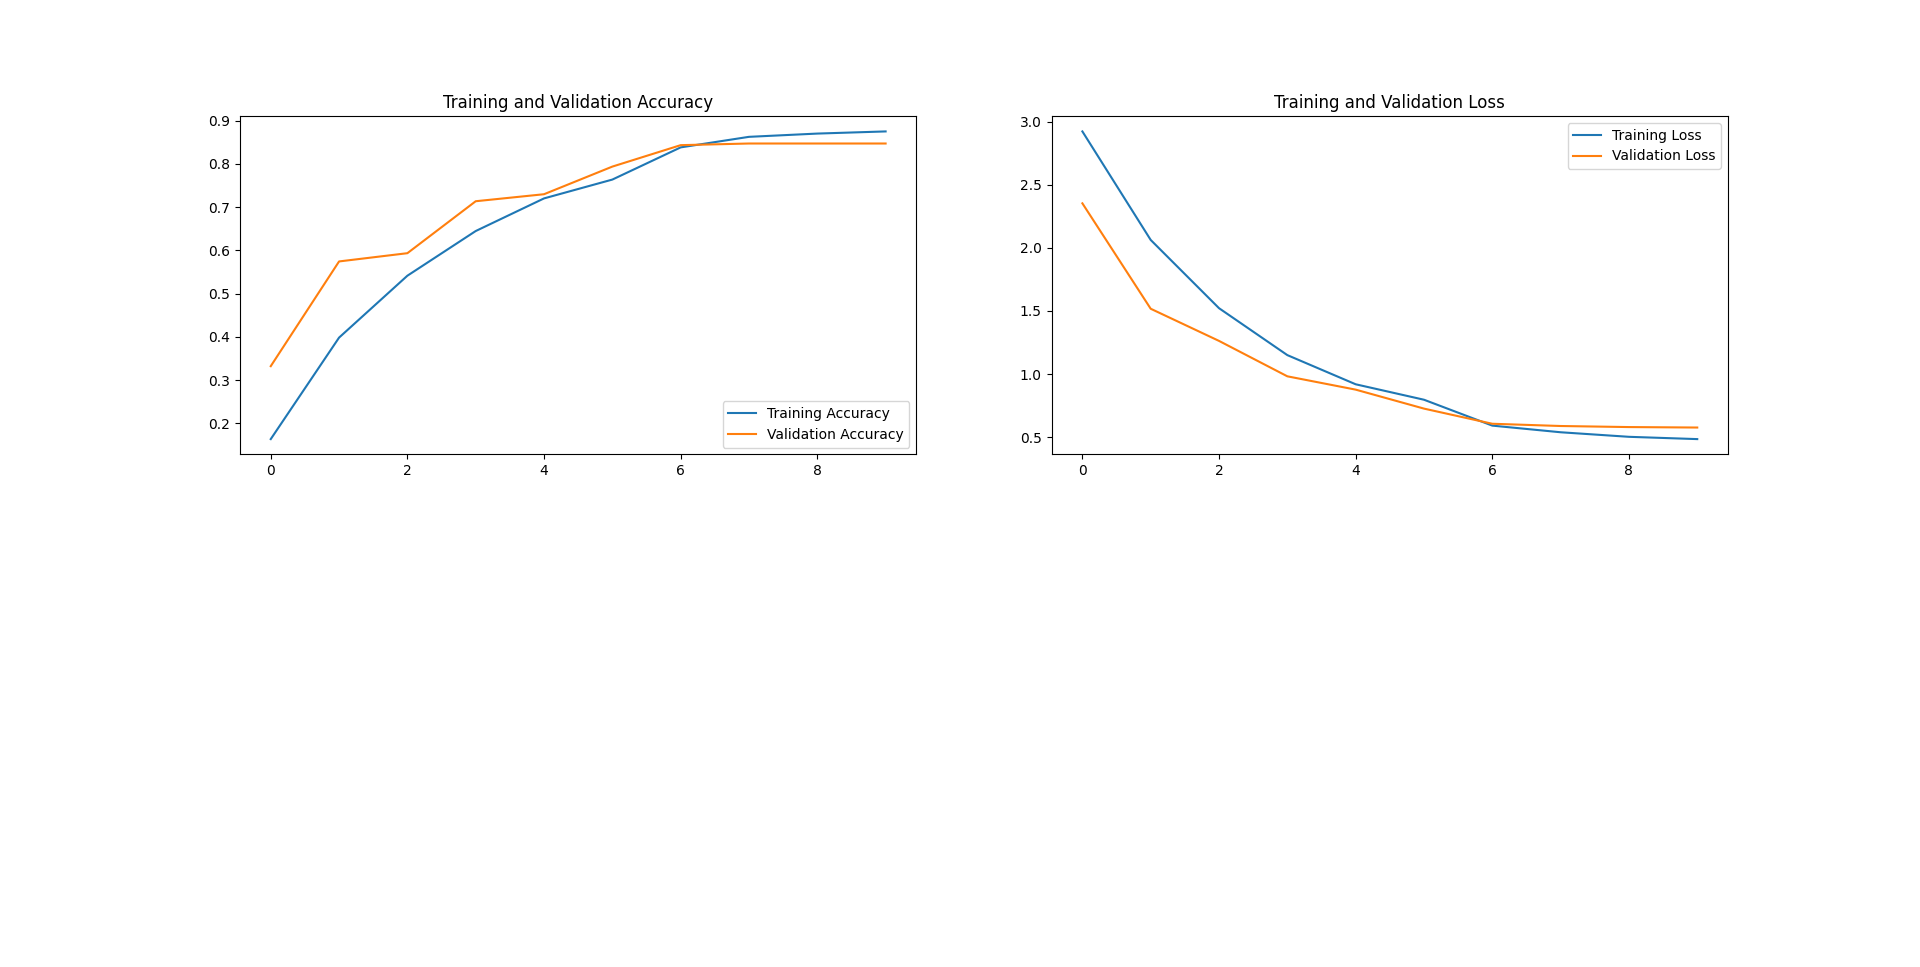 Training and Validation Accuracy
0.9
0.8
0.7
0.6
0.5
0.4
0.3
0.2
0 2 4 6 8
Training Accuracy
Validation Accuracy
Training and Validation Loss
3.0
2.5
2.0
1.5
1.0
0.5
0 2 4 6 8
Training Loss
Validation Loss